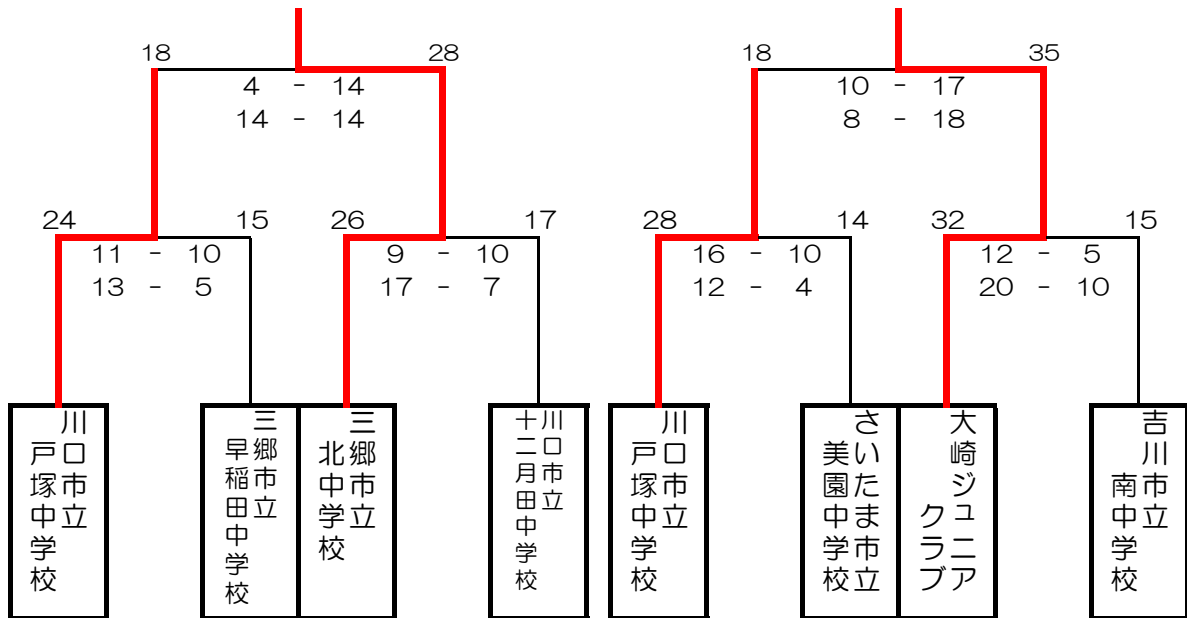 18 28
4 - 14
14 - 14
24 15 26 17
11 - 10
13 - 5
9 - 10
17 - 7
川口市立
戸塚中学校
三郷市立
早稲田中学校
三郷市立
北中学校
川口市立
十二月田中学校
18 35
10 - 17
8 - 18
28 14 32 15
16 - 10
12 - 4
12 - 5
20 - 10
川口市立
戸塚中学校
さいたま市立
美園中学校
大崎ジュニア
クラブ
吉川市立
南中学校